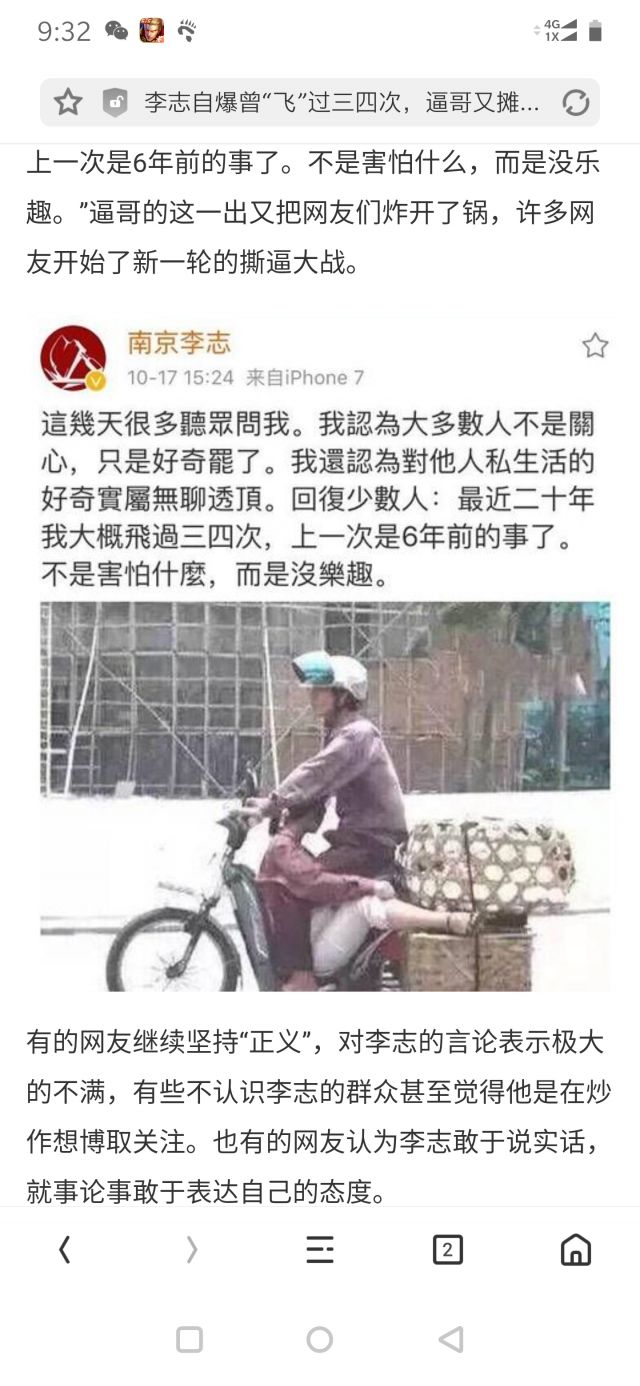 9:32
4G
1X
李志自爆曾“飞”过三四次，逼哥又摊...
上一次是6年前的事了。不是害怕什么，而是没乐
趣。”逼哥的这一出又把网友们炸开了锅，许多网
友开始了新一轮的撕逼大战。
南京李志
10-17 15:24 来自iPhone 7
這幾天很多聽眾問我。我認為大多數人不是關
心，只是好奇罷了。我還認為對他人私生活的
好奇實屬無聊透頂。回復少數人：最近二十年
我大概飛過三四次，上一次是6年前的事了。
不是害怕什麼，而是沒樂趣。
有的网友继续坚持“正义”，对李志的言论表示极大
的不满，有些不认识李志的群众甚至觉得他是在炒
作想博取关注。也有的网友认为李志敢于说实话，
就事论事敢于表达自己的态度。
2